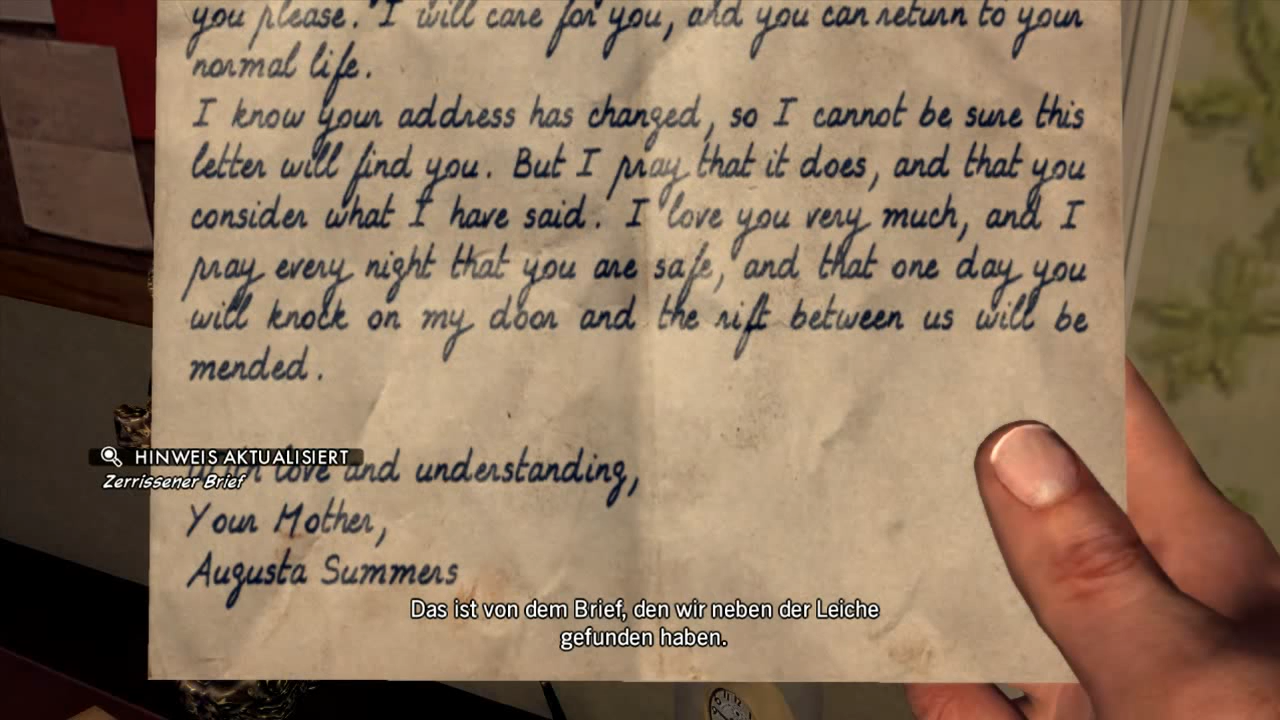 you please. I will care for you, and you can return to your
normal life.
I know your address has changed, so I cannot be sure this
letter will find you. But I pray that it does, and that you
consider what I have said. I love you very much, and I
pray every night that you are safe, and that one day you
will knock on my door and the rift between us will be
mended.
HINWEIS AKTUALISIERT
Zerrissener Brief
love and understanding,
Your Mother,
Augusta Summers
Das ist von dem Brief, den wir neben der Leiche
gefunden haben.